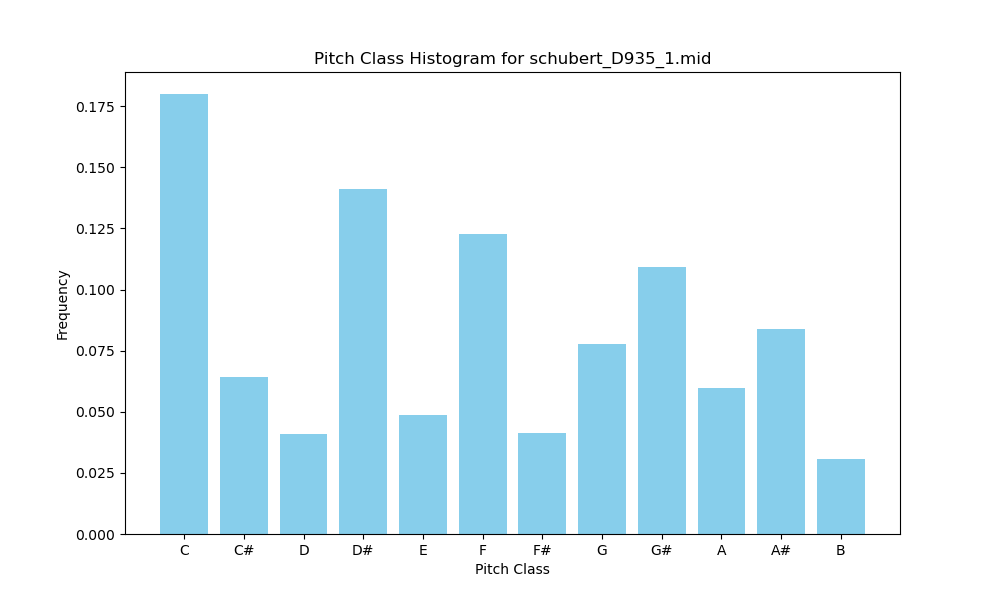 Pitch Class Histogram for schubert_D935_1.mid
0.175
0.150
0.125
0.100
0.075
0.050
0.025
0.000
Frequency
C C# D D# E F F# G G# A A# B
Pitch Class